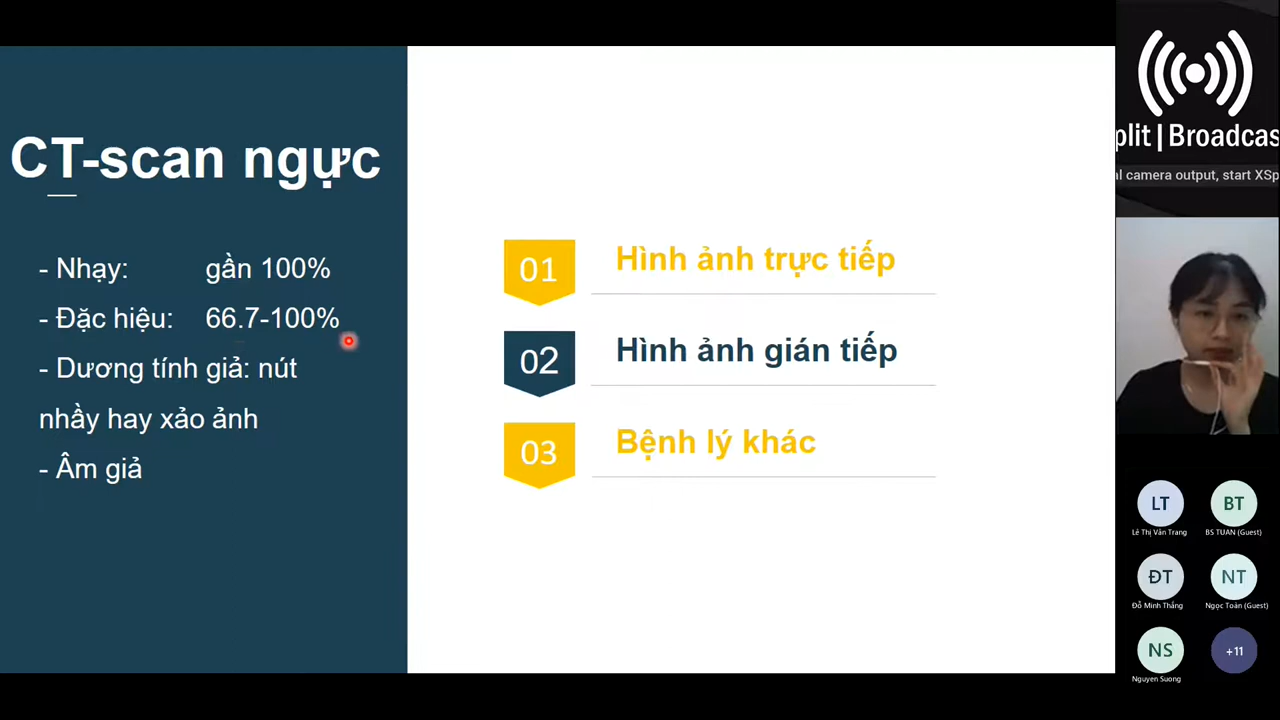 CT-scan ngực
- Nhạy: gần 100%
- Đặc hiệu: 66.7-100%
- Dương tính giả: nút
nhầy hay xảo ảnh
- Âm giả
01 Hình ảnh trực tiếp
02 Hình ảnh gián tiếp
03 Bệnh lý khác
plit | Broadcas
l camera output, start XSp
LT
Lê Thị Vân Trang
BT
BS TUAN (Guest)
ĐT
Đỗ Minh Thắng
NT
Ngọc Toàn (Guest)
NS
Nguyen Suong
+11